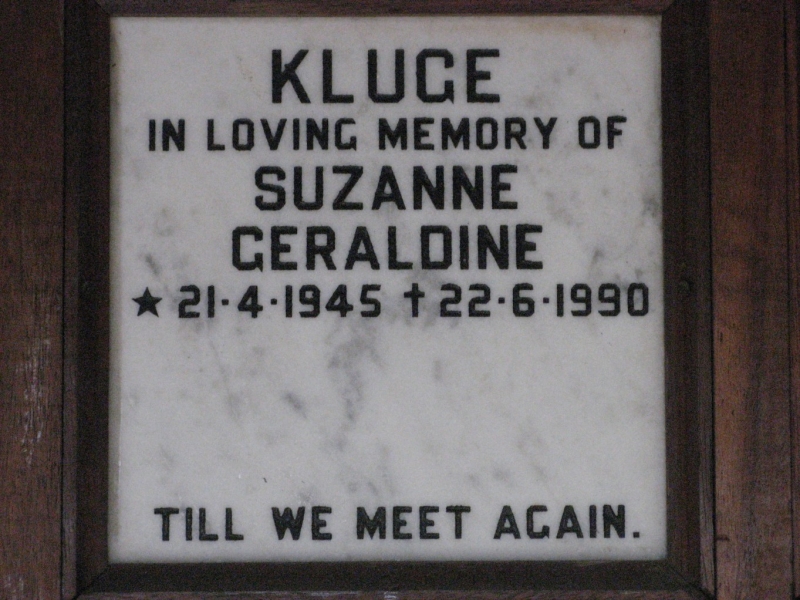 KLUGE
IN LOVING MEMORY OF
SUZANNE
GERALDINE
★ 21·4·1945 ✝ 22·6·1990
TILL WE MEET AGAIN.